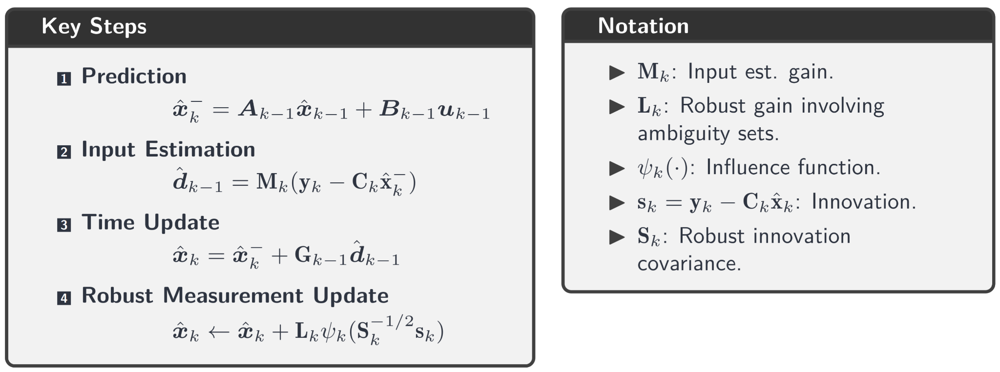 Key Steps
1 Prediction
$\hat{\boldsymbol{x}}_k^- = \boldsymbol{A}_{k-1}\hat{\boldsymbol{x}}_{k-1} + \boldsymbol{B}_{k-1}\boldsymbol{u}_{k-1}$
2 Input Estimation
$\hat{\boldsymbol{d}}_{k-1} = \mathbf{M}_k(\mathbf{y}_k - \mathbf{C}_k\hat{\mathbf{x}}_k^-)$
3 Time Update
$\hat{\boldsymbol{x}}_k = \hat{\boldsymbol{x}}_k^- + \mathbf{G}_{k-1}\hat{\boldsymbol{d}}_{k-1}$
4 Robust Measurement Update
$\hat{\boldsymbol{x}}_k \leftarrow \hat{\boldsymbol{x}}_k + \mathbf{L}_k\psi_k(\mathbf{S}_k^{-1/2}\mathbf{s}_k)$
Notation
▶ $\mathbf{M}_k$: Input est. gain.
▶ $\mathbf{L}_k$: Robust gain involving
ambiguity sets.
▶ $\psi_k(\cdot)$: Influence function.
▶ $\mathbf{s}_k = \mathbf{y}_k - \mathbf{C}_k\hat{\mathbf{x}}_k$: Innovation.
▶ $\mathbf{S}_k$: Robust innovation
covariance.